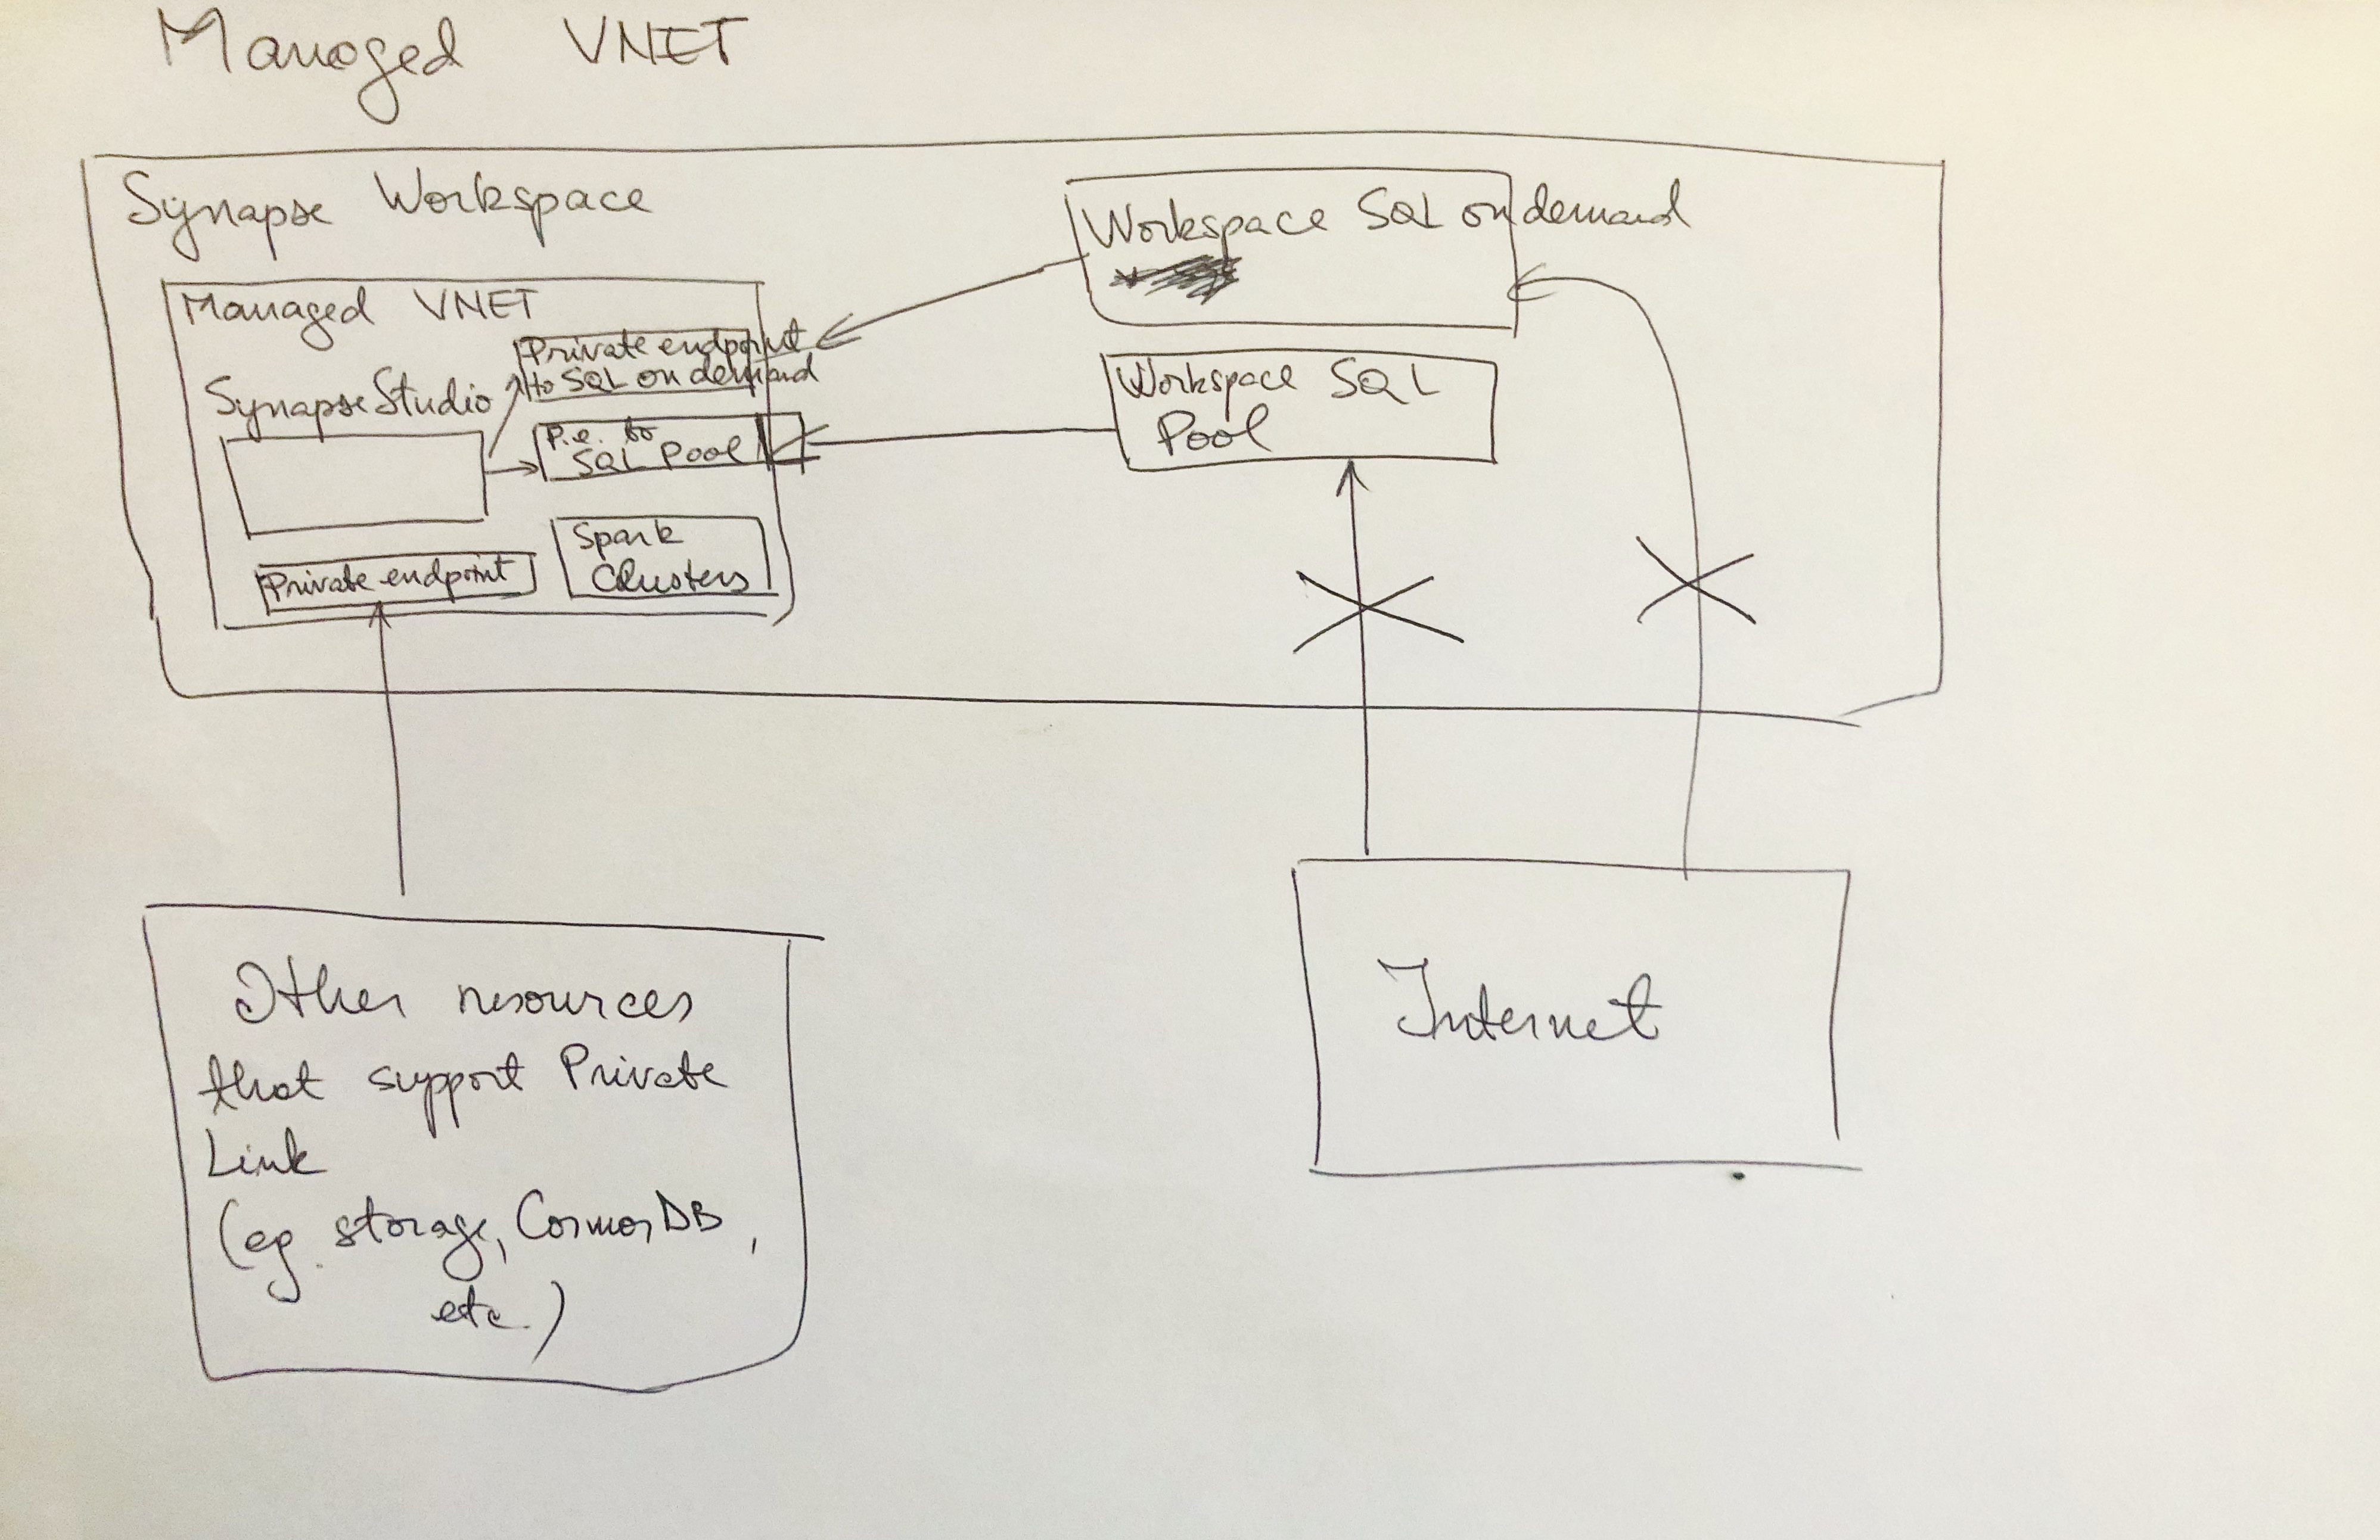 Managed VNET
Synapse Workspace
Workspace SQL on demand
Managed VNET
Private endpoint
to SQL on demand
Synapse Studio
P.e. to
SQL Pool
Workspace SQL
Pool
Spark
Clusters
Private endpoint
Other resources
that support Private
Link
(eg. storage, CosmosDB,
etc.)
Internet